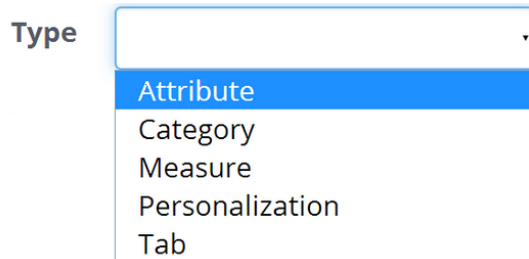 Type
Attribute
Category
Measure
Personalization
Tab